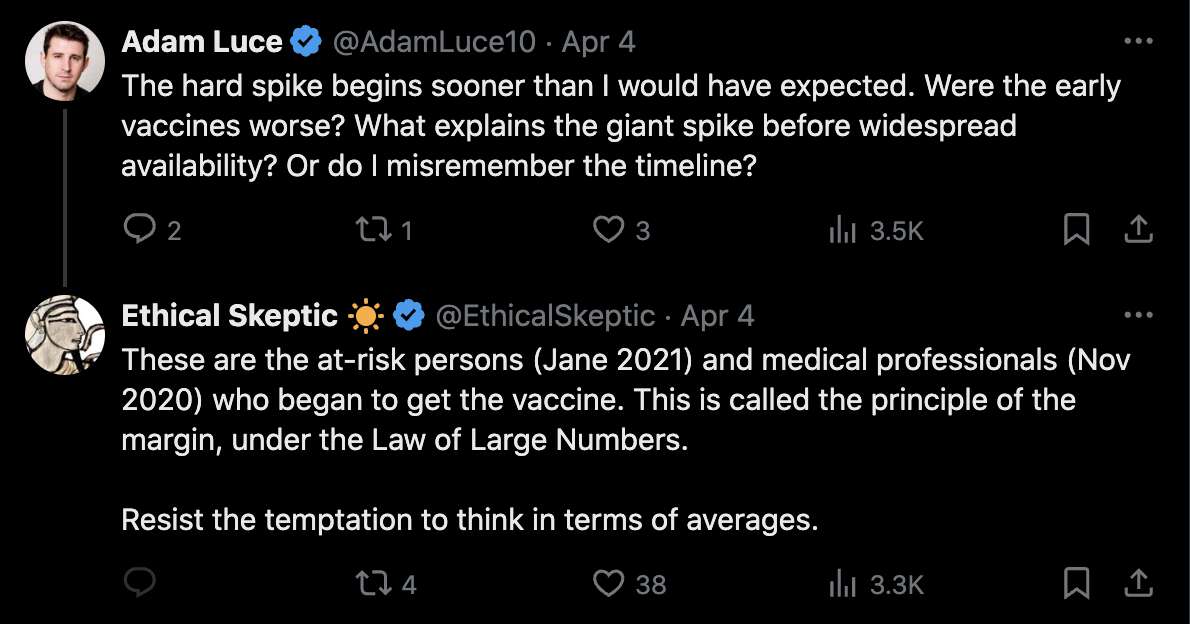 Adam Luce @AdamLuce10 · Apr 4
The hard spike begins sooner than I would have expected. Were the early
vaccines worse? What explains the giant spike before widespread
availability? Or do I misremember the timeline?
2 1 3 3.5K
Ethical Skeptic ☀️ @EthicalSkeptic · Apr 4
These are the at-risk persons (Jane 2021) and medical professionals (Nov
2020) who began to get the vaccine. This is called the principle of the
margin, under the Law of Large Numbers.
Resist the temptation to think in terms of averages.
4 38 3.3K